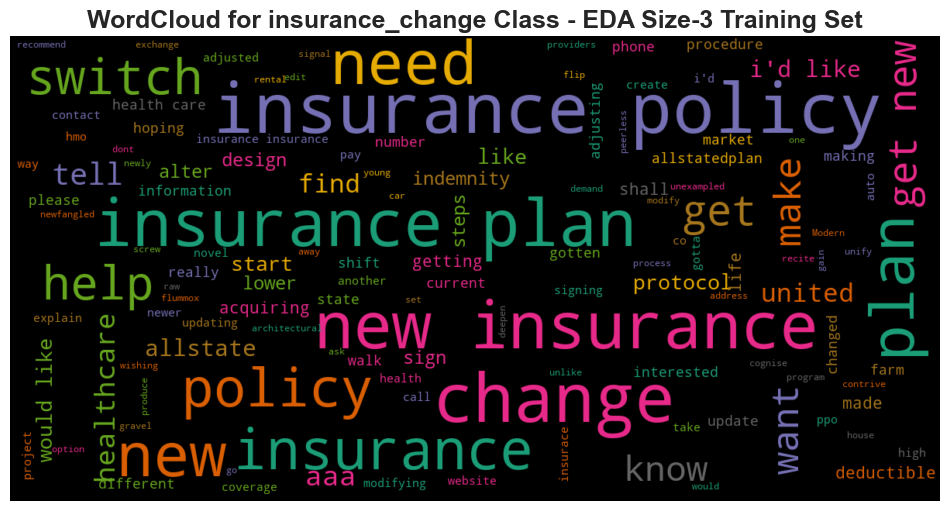 WordCloud for insurance_change Class - EDA Size-3 Training Set
recommend
exchange
signal
need
providers
phone
procedure
get new
switch
adjusted
rental
edit
flip
create
i'd
i'd like
insurance policy
health care
contact
hoping
insurance insurance
number
adjusting
peerless
market
one
making
hmo
dont
design
pay
like
allstatedplan
way
tell
newly
alter
find
young
indemnity
shall
unexampled
get
make
auto
please
information
car
steps
demand
modify
newfangled
insurance plan
plan
screw
novel
away
gotten
co
gotta
Modern
recite
unify
really
start
shift
getting
process
life
gain
help
raw
lower
another
current
signing
protocol
united
flummox
acquiring
state
address
explain
newer
updating
architectural
set
new insurance
deepen
changed
allstate
ask
walk
sign
would like
healthcare
wishing
health
unlike
interested
cognise
program
farm
contrive
produce
policy
call
change
take
update
want
made
ppo
gravel
project
option
new
insurance
go
insurace
house
high
know
different
coverage
aaa
modifying
website
would
deductible